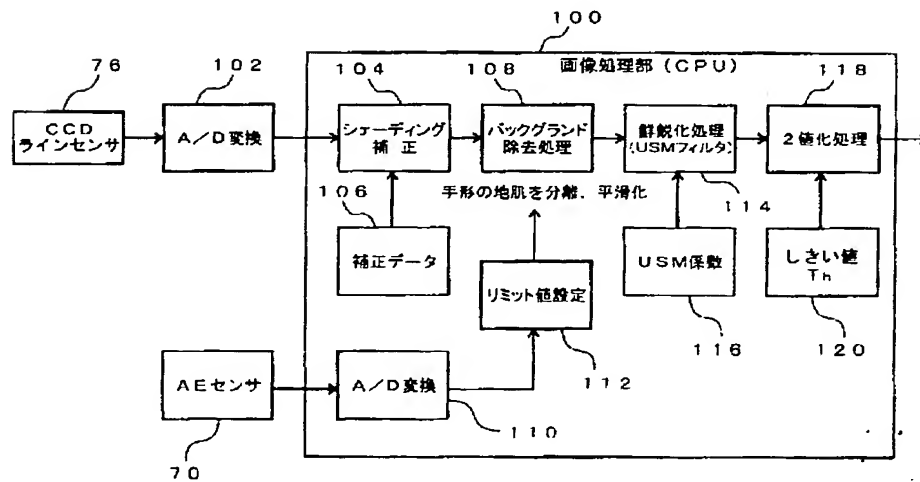 100
画像処理部(CPU)
76
102
104
108
118
CCD
ラインセンサ
A/D変換
シェーディング
補正
バックグランド
除去処理
鮮鋭化処理
(USMフィルタ)
2値化処理
106
手形の地肌を分離,平滑化
114
補正データ
リミット値設定
USM係数
しきい値
Th
112
116
120
AEセンサ
A/D変換
110
70